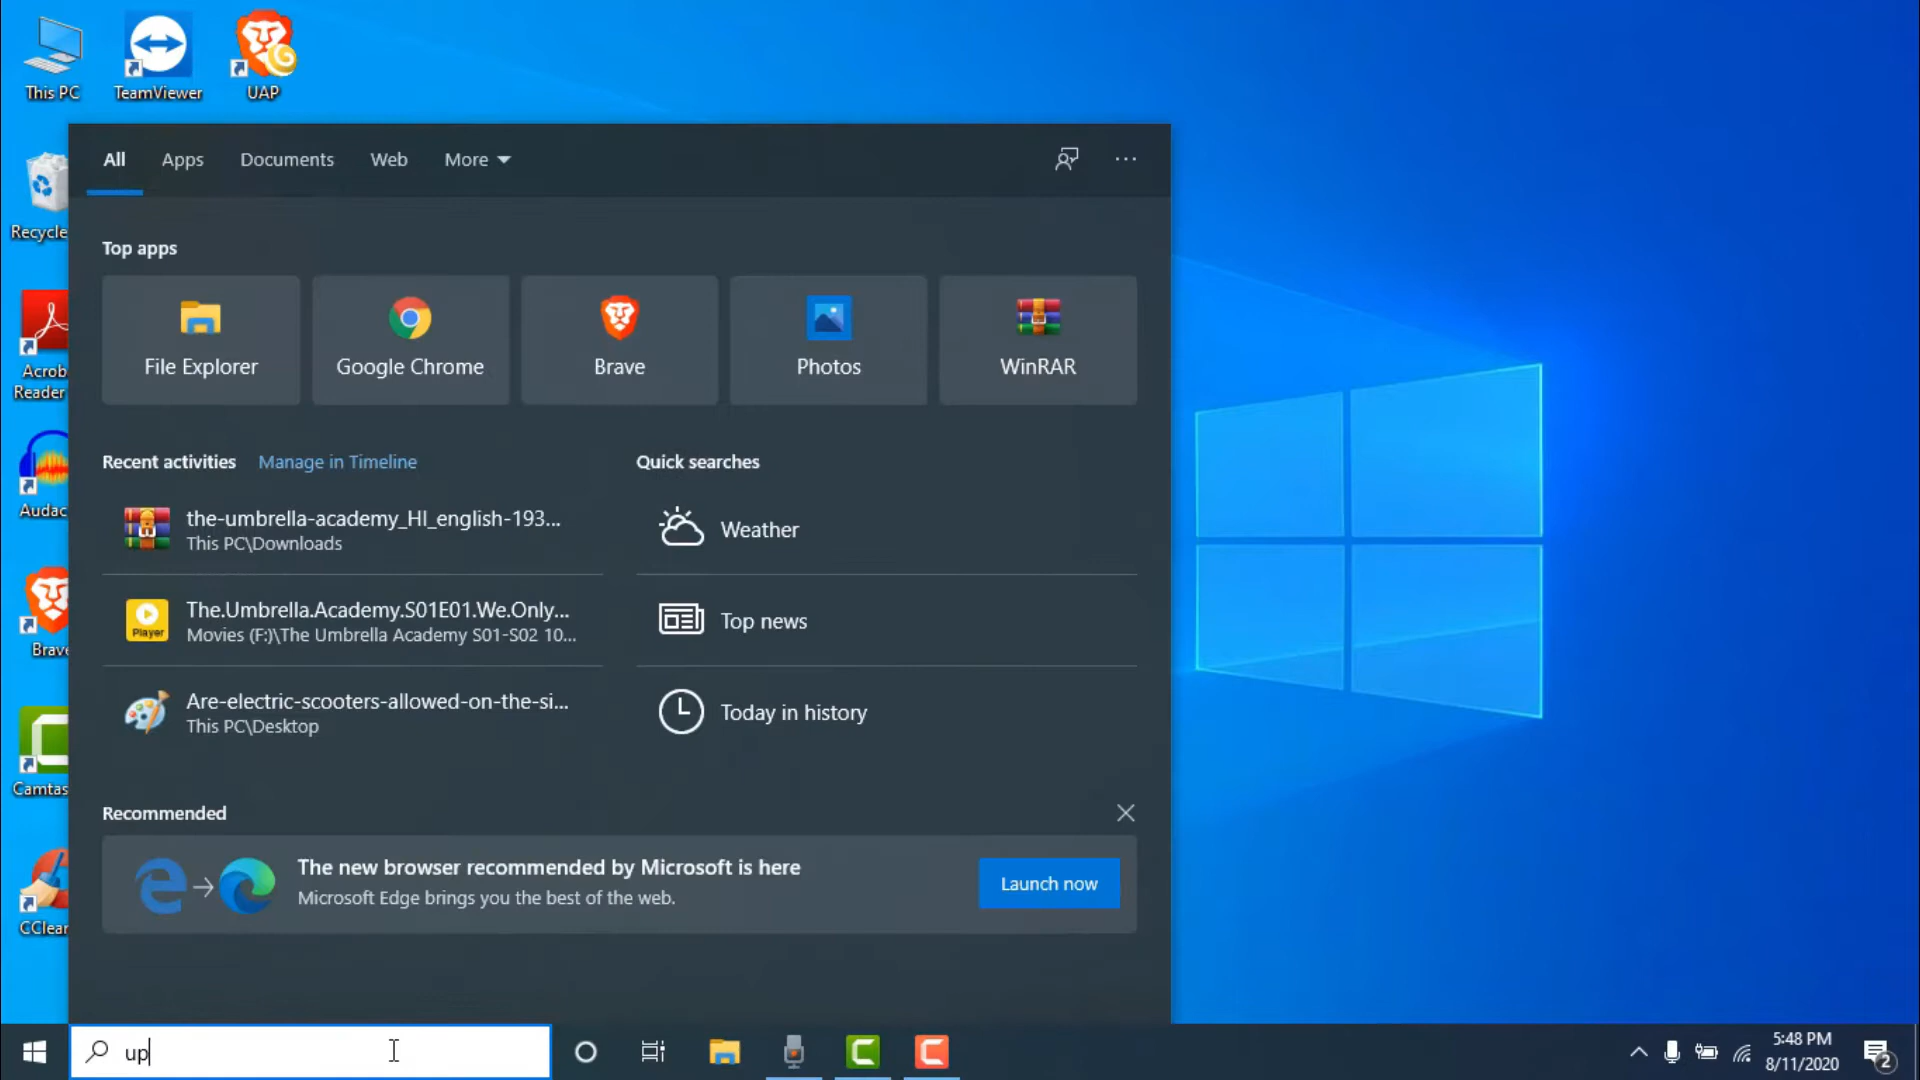 This PC
TeamViewer
UAP
Recycle
Acrob
Reader
Audac
Brave
Camtas
CClear
All
Apps
Documents
Web
More
Top apps
File Explorer
Google Chrome
Brave
Photos
WinRAR
Recent activities
Manage in Timeline
the-umbrella-academy_HI_english-193...
This PC\Downloads
Player
The.Umbrella.Academy.S01E01.We.Only...
Movies (F:)\The Umbrella Academy S01-S02 10...
Are-electric-scooters-allowed-on-the-si...
This PC\Desktop
Quick searches
Weather
Top news
Today in history
Recommended
The new browser recommended by Microsoft is here
Microsoft Edge brings you the best of the web.
Launch now
up
5:48 PM
8/11/2020
2